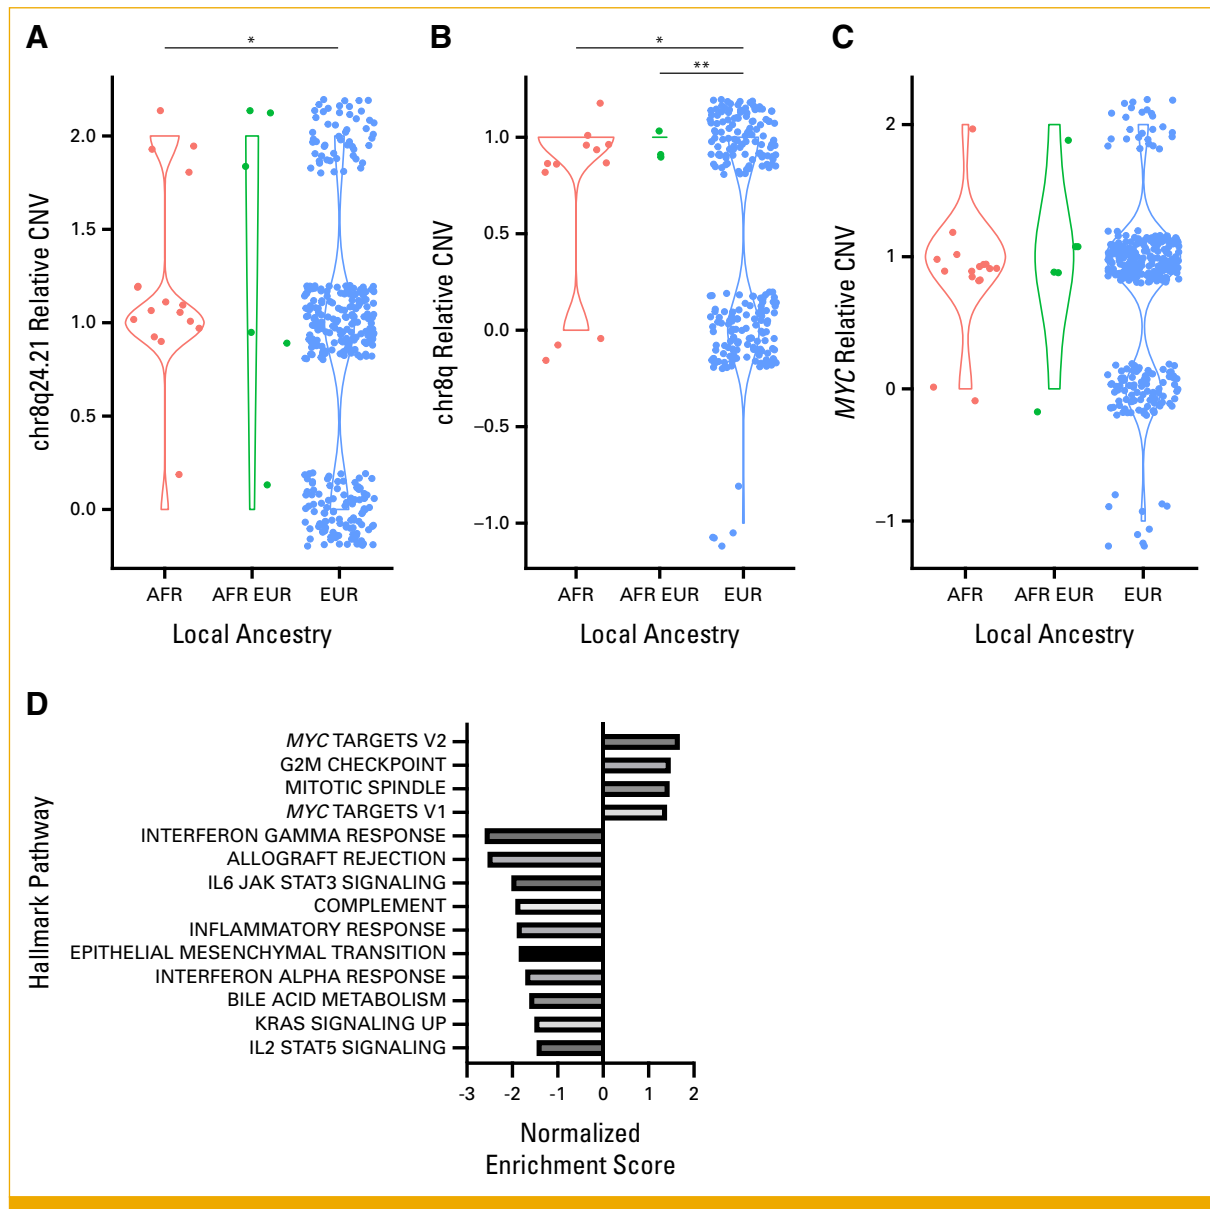 A
*
chr8q24.21 Relative CNV
2.0
1.5
1.0
0.5
0.0
AFR
AFR EUR
EUR
Local Ancestry
B
*
**
chr8q Relative CNV
1.0
0.5
0.0
−0.5
−1.0
AFR
AFR EUR
EUR
Local Ancestry
C
MYC Relative CNV
2
1
0
−1
AFR
AFR EUR
EUR
Local Ancestry
D
Hallmark Pathway
MYC TARGETS V2
G2M CHECKPOINT
MITOTIC SPINDLE
MYC TARGETS V1
INTERFERON GAMMA RESPONSE
ALLOGRAFT REJECTION
IL6 JAK STAT3 SIGNALING
COMPLEMENT
INFLAMMATORY RESPONSE
EPITHELIAL MESENCHYMAL TRANSITION
INTERFERON ALPHA RESPONSE
BILE ACID METABOLISM
KRAS SIGNALING UP
IL2 STAT5 SIGNALING
-3 -2 -1 0 1 2
Normalized
Enrichment Score